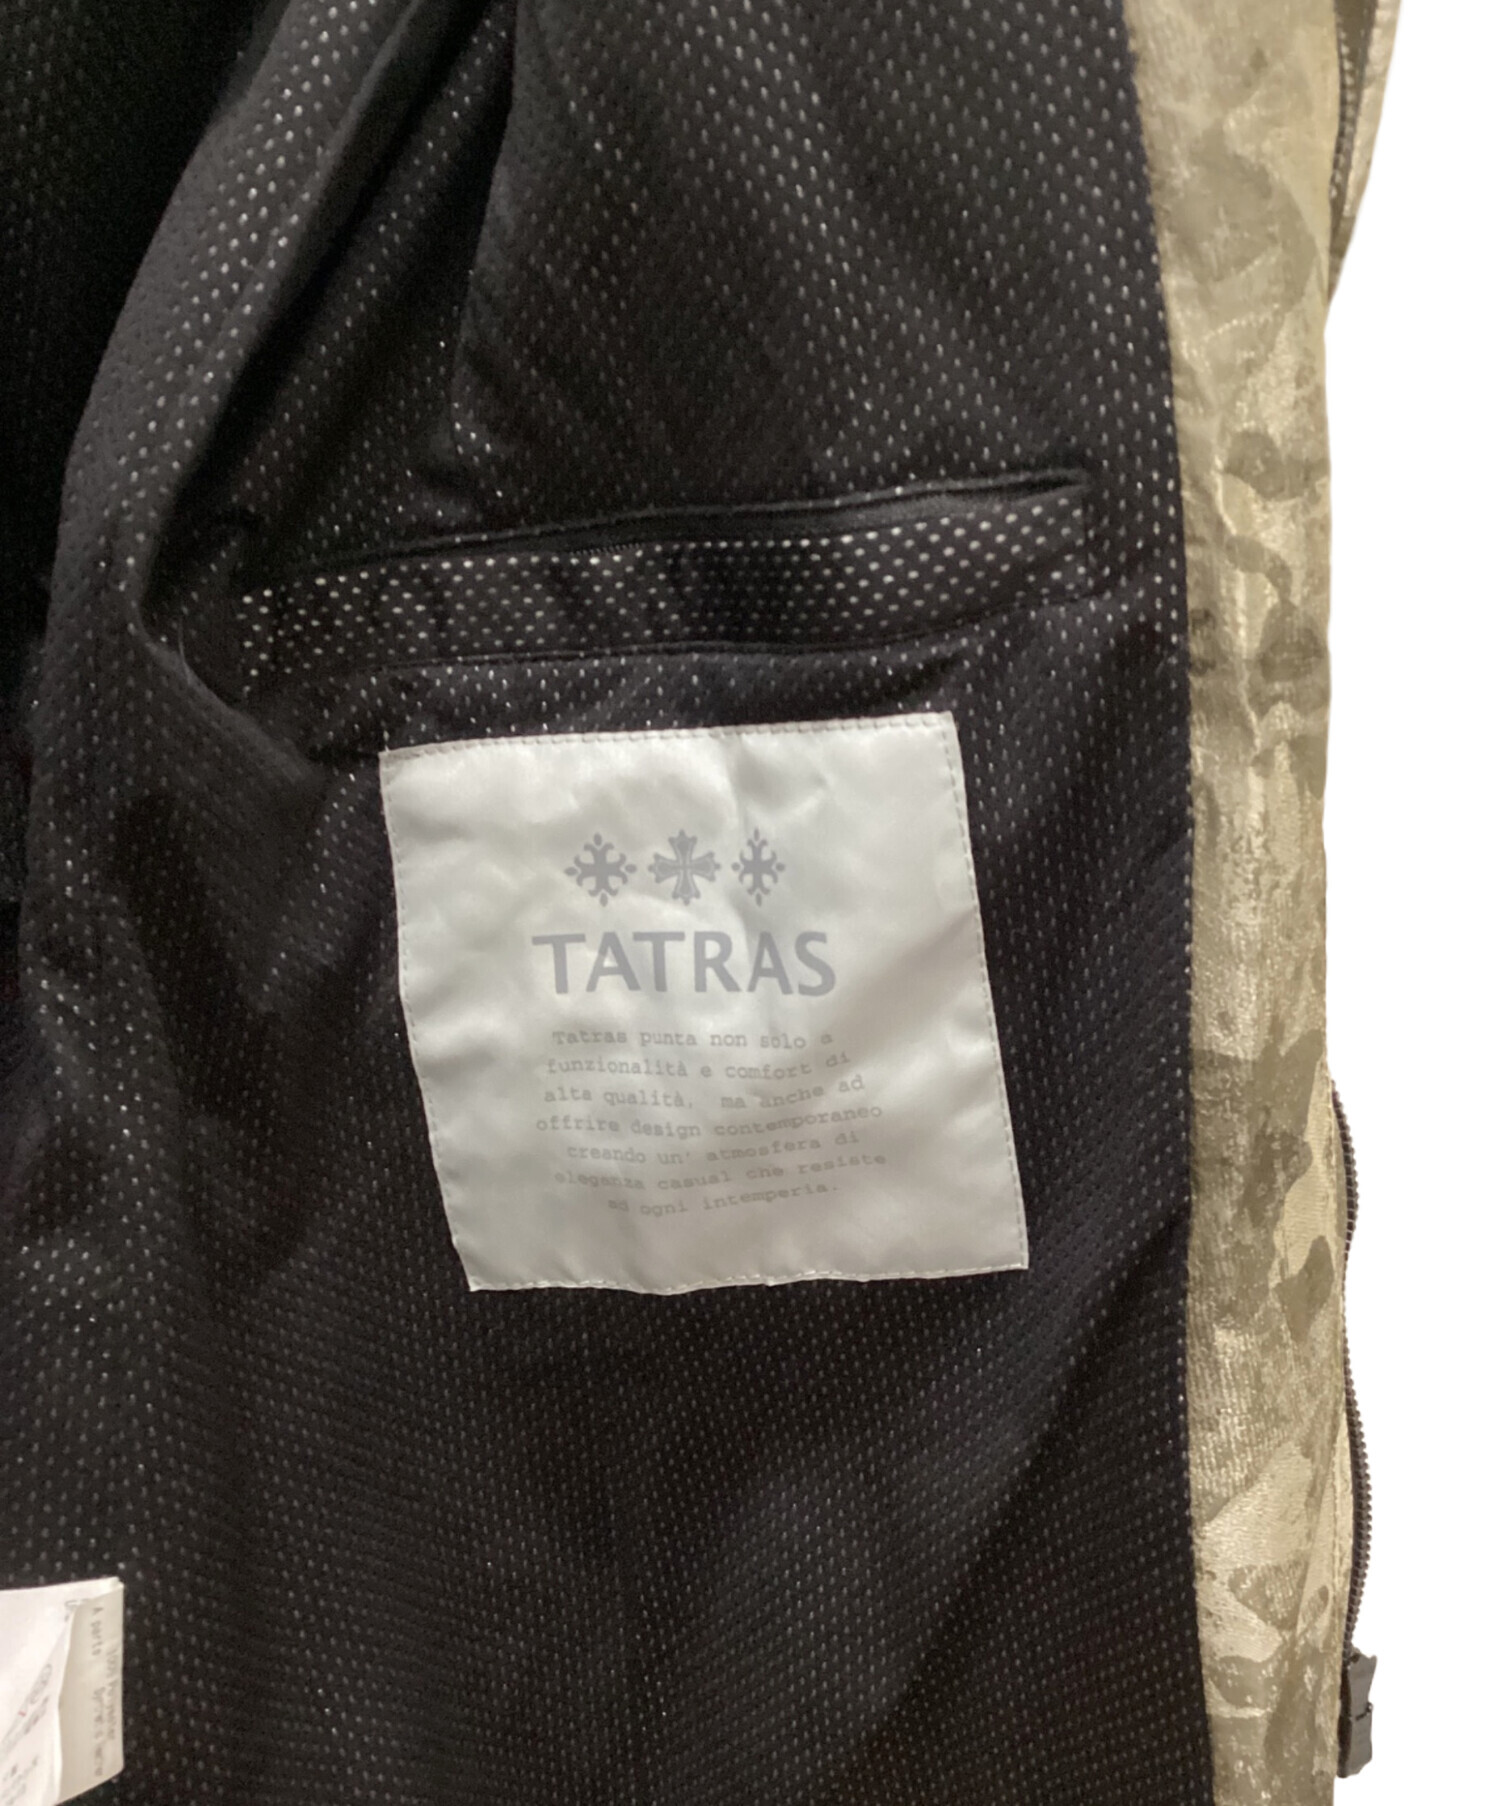 TATRAS
Tatras punta non solo a
funzionalità e comfort di
alta qualità, ma anche ad
offrire design contemporaneo
creando un' atmosfera di
eleganza casual che resiste
ad ogni intemperia.